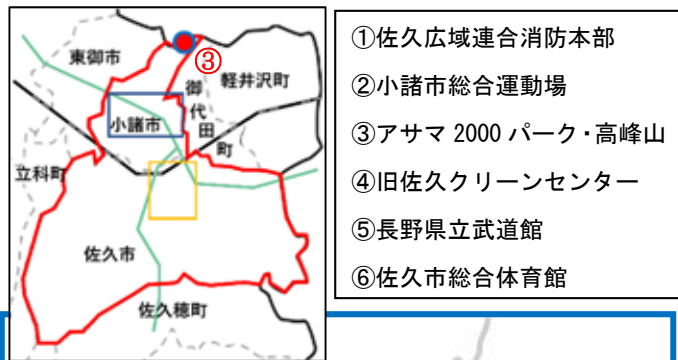 東御市
③
軽井沢町
御代田町
小諸市
立科町
佐久市
佐久穂町
①佐久広域連合消防本部
②小諸市総合運動場
③アサマ 2000 パーク・高峰山
④旧佐久クリーンセンター
⑤長野県立武道館
⑥佐久市総合体育館